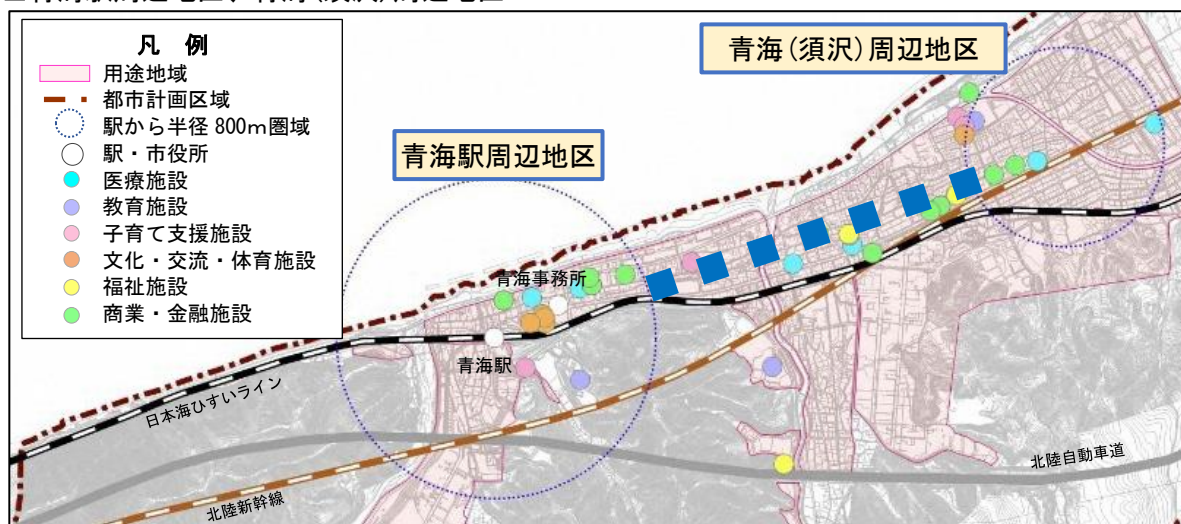 凡 例
用途地域
都市計画区域
駅から半径 800m圏域
駅・市役所
医療施設
教育施設
子育て支援施設
文化・交流・体育施設
福祉施設
商業・金融施設
青海(須沢)周辺地区
青海駅周辺地区
青海事務所
青海駅
日本海ひすいライン
北陸新幹線
北陸自動車道